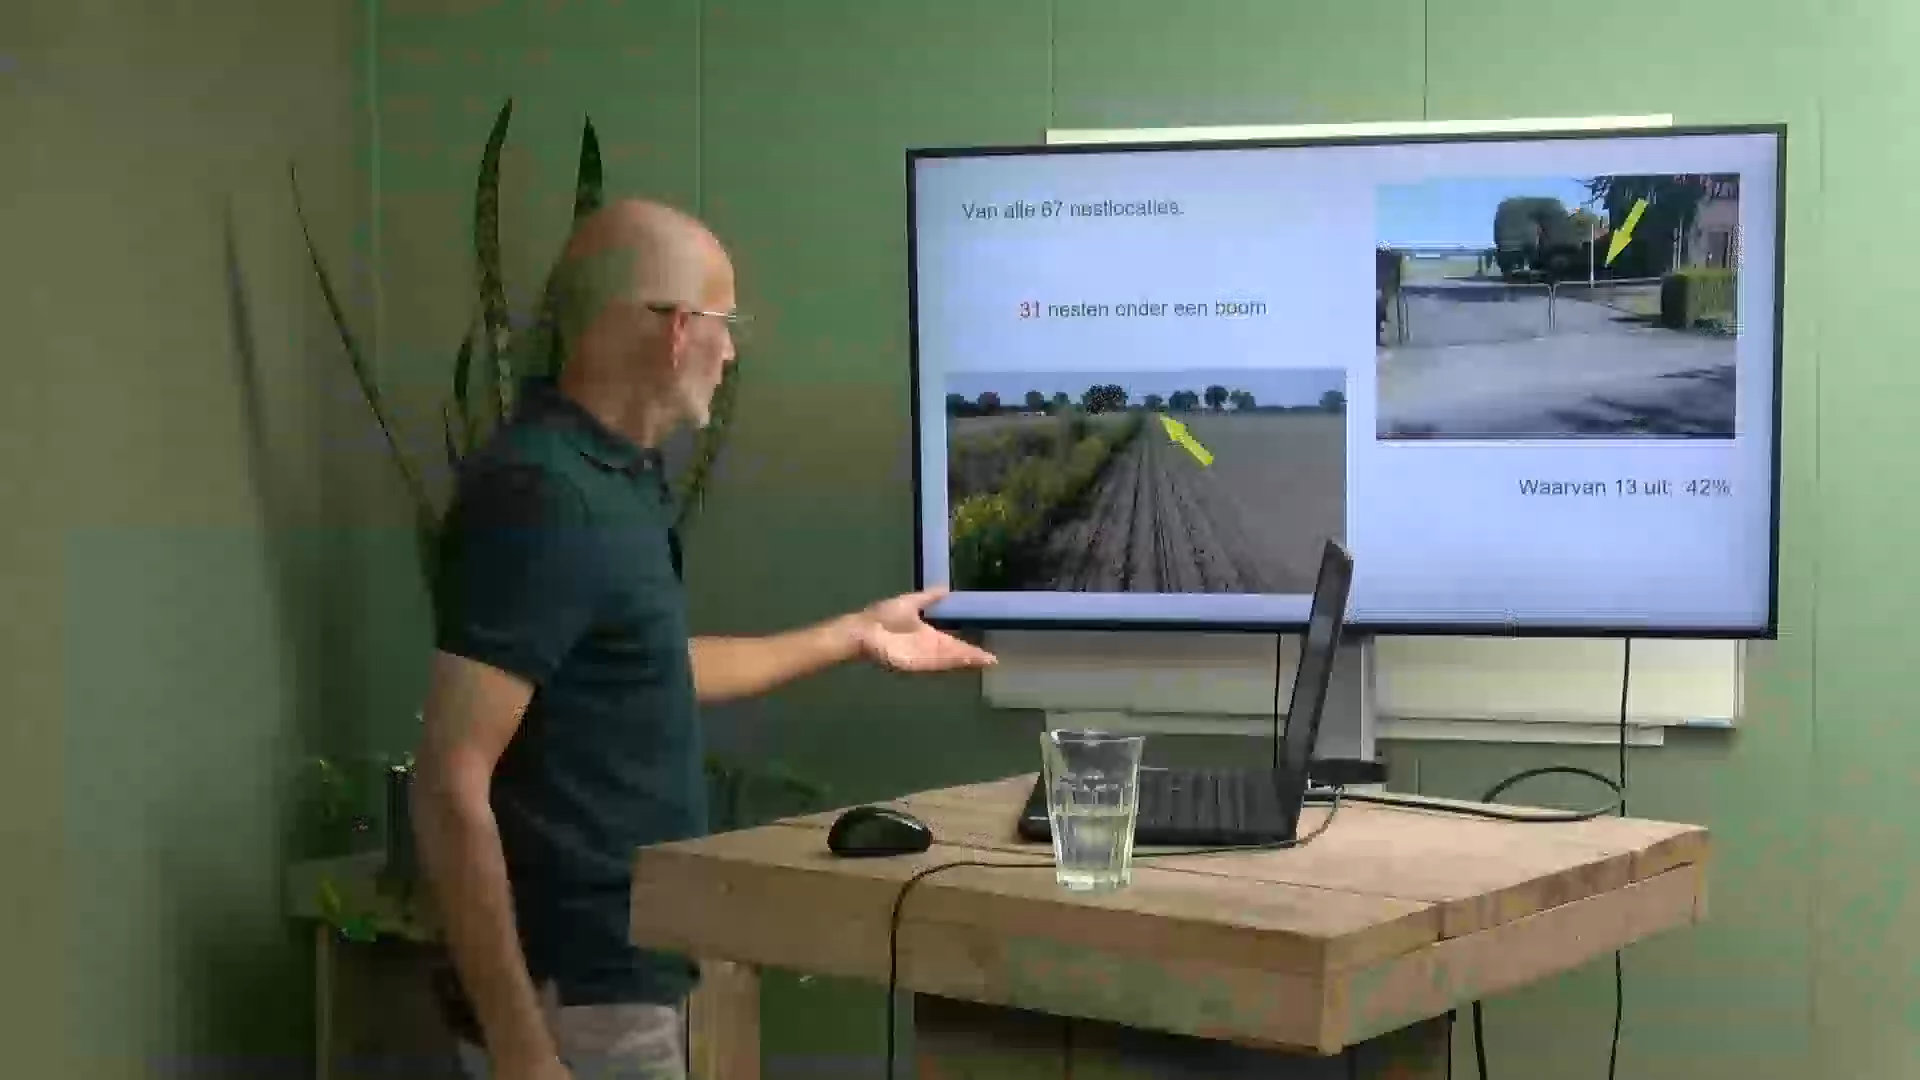 Van alle 67 nestlocaties.
31 nesten onder een boom
Waarvan 13 uit: 42%